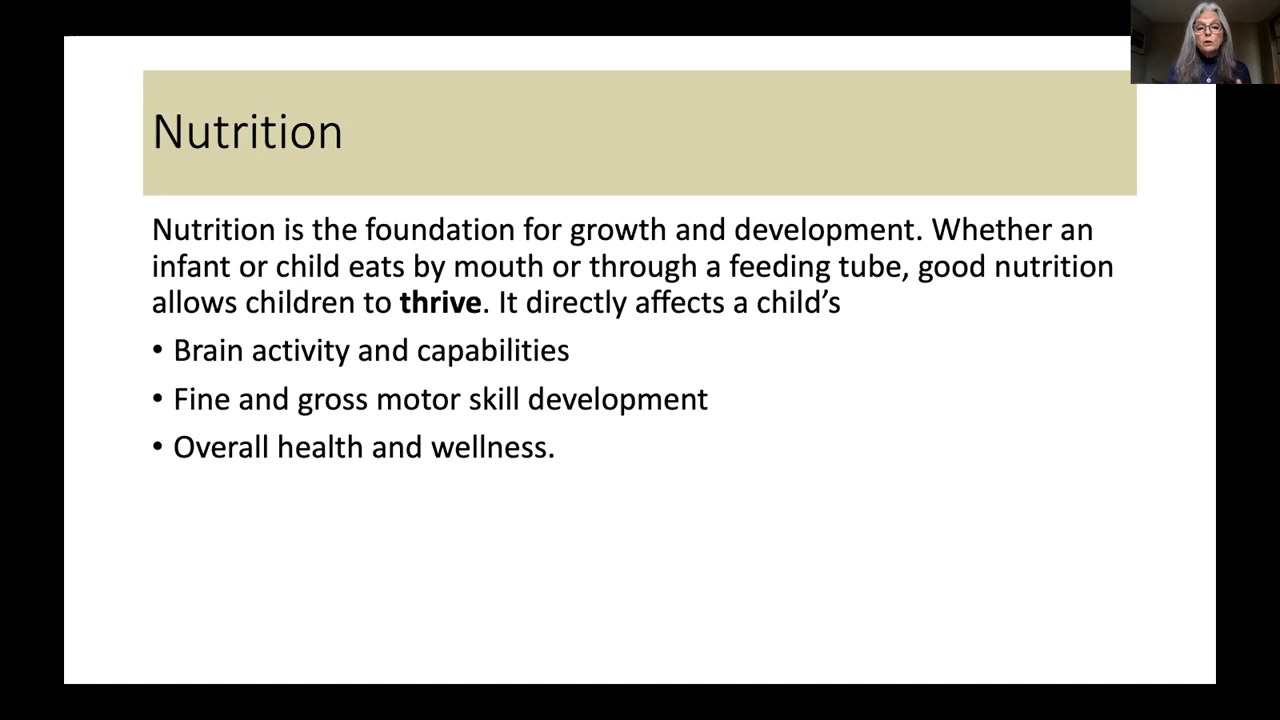 Nutrition
Nutrition is the foundation for growth and development. Whether an
infant or child eats by mouth or through a feeding tube, good nutrition
allows children to thrive. It directly affects a child’s
• Brain activity and capabilities
• Fine and gross motor skill development
• Overall health and wellness.